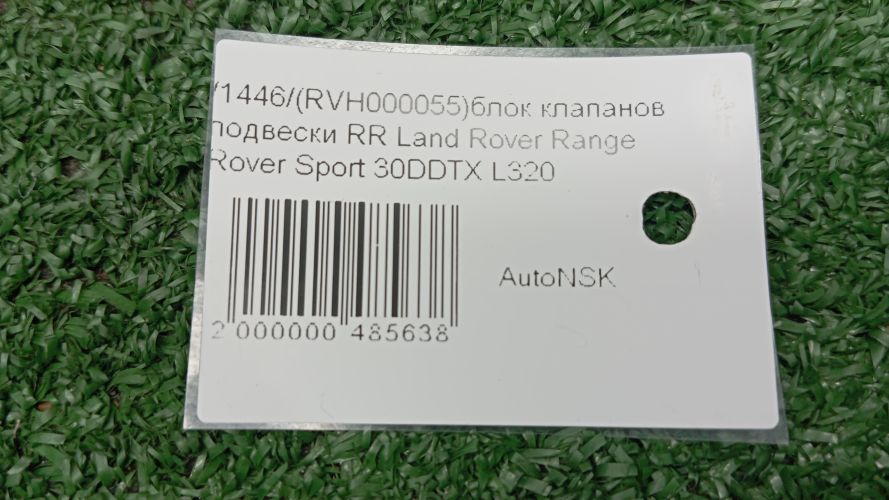 /1446/(RVH000055)блок клапанов
подвески RR Land Rover Range
Rover Sport 30DDTX L320
AutoNSK
2 000000 485638